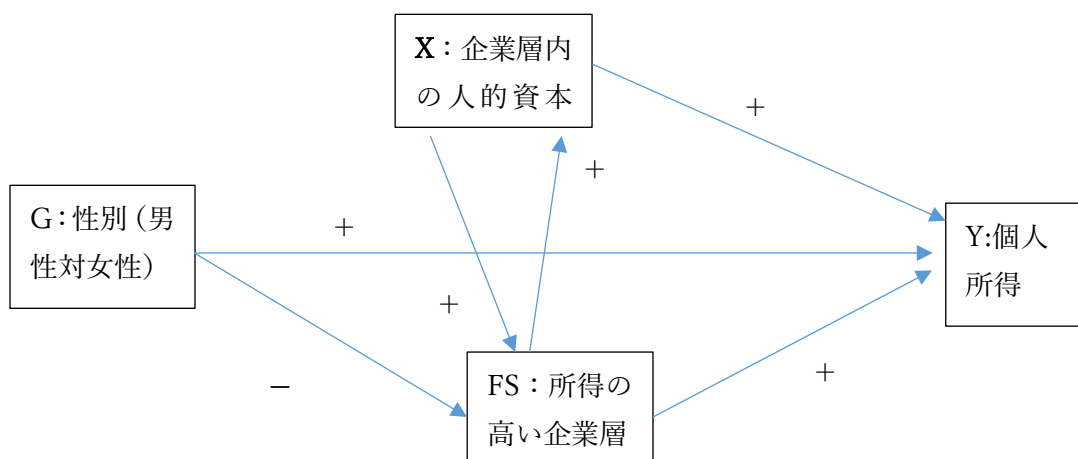 X：企業層内
の人的資本
+
+
G：性別（男
性対女性）
+
Y:個人
所得
+
−
FS：所得の
高い企業層
+